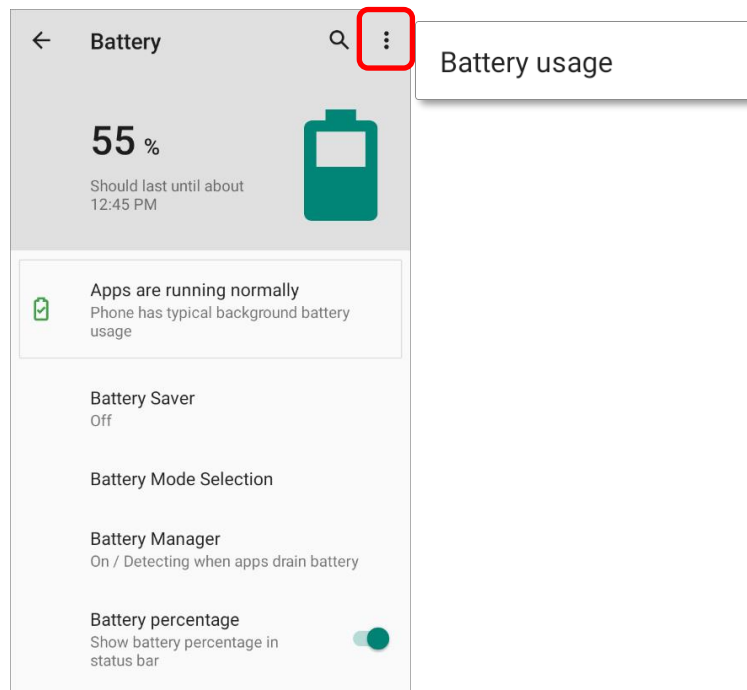 Battery
Battery usage
55 %
Should last until about
12:45 PM
Apps are running normally
Phone has typical background battery
usage
Battery Saver
Off
Battery Mode Selection
Battery Manager
On / Detecting when apps drain battery
Battery percentage
Show battery percentage in
status bar